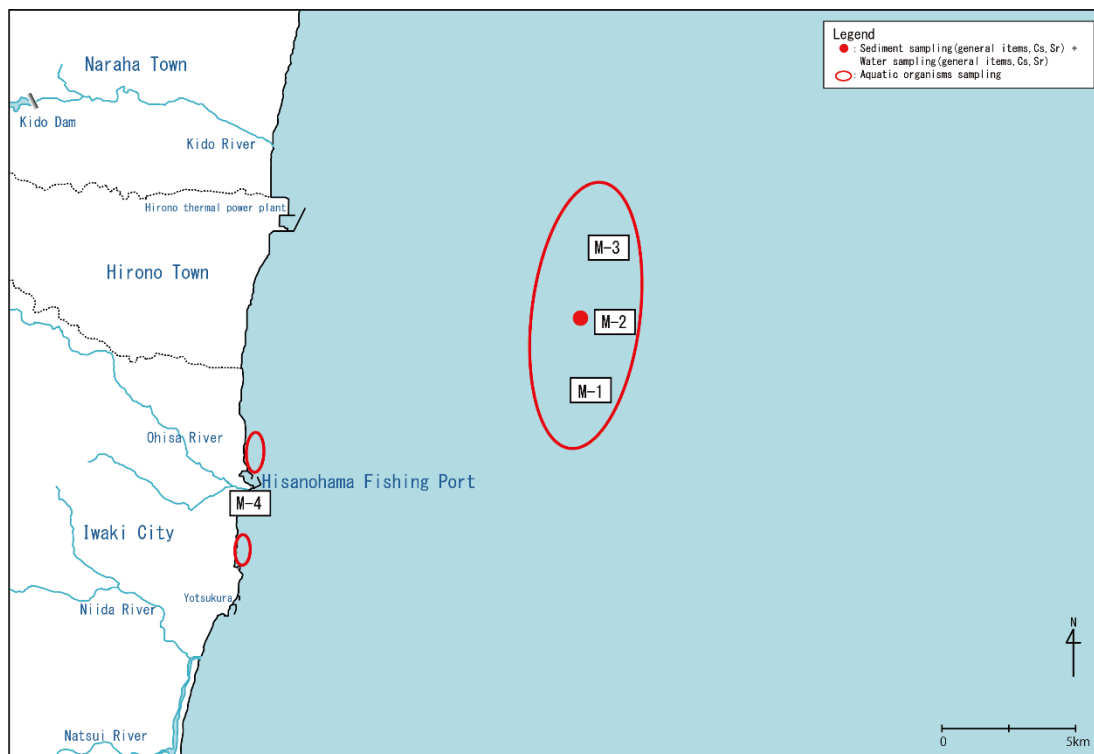 Legend
: Sediment sampling(general items,Cs,Sr) +
Water sampling(general items,Cs,Sr)
: Aquatic organisms sampling
Naraha Town
Kido Dam
Kido River
Hirono thermal power plant
M-3
Hirono Town
M-2
M-1
Ohisa River
Hisanohama Fishing Port
M-4
Iwaki City
Yotsukura
Niida River
N
Natsui River
0
5km